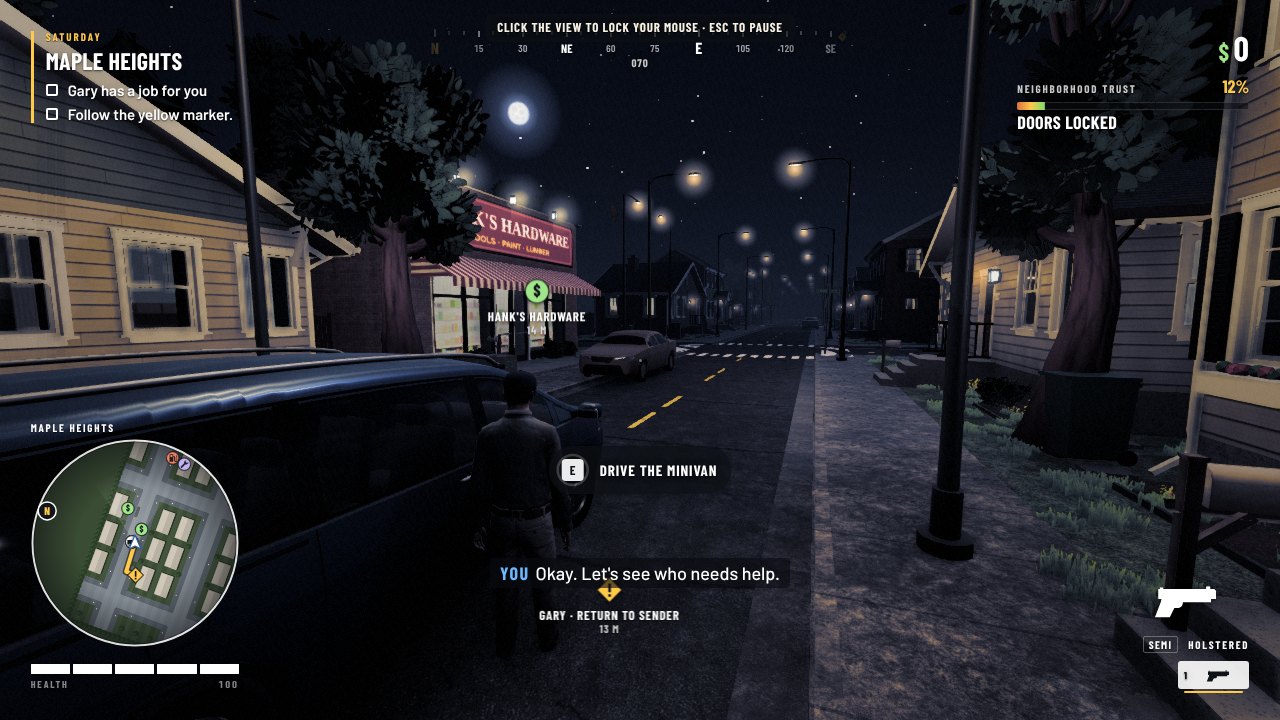 CLICK THE VIEW TO LOCK YOUR MOUSE · ESC TO PAUSE
N 15 30 NE 60 75 E 105 120 SE
070
SATURDAY
MAPLE HEIGHTS
Gary has a job for you
Follow the yellow marker.
$0
NEIGHBORHOOD TRUST 12%
DOORS LOCKED
K'S HARDWARE
OOLS · PAINT · LUMBER
$
HANK'S HARDWARE
14 M
E DRIVE THE MINIVAN
MAPLE HEIGHTS
N
$
$
YOU Okay. Let's see who needs help.
!
GARY · RETURN TO SENDER
13 M
SEMI HOLSTERED
1
HEALTH 100